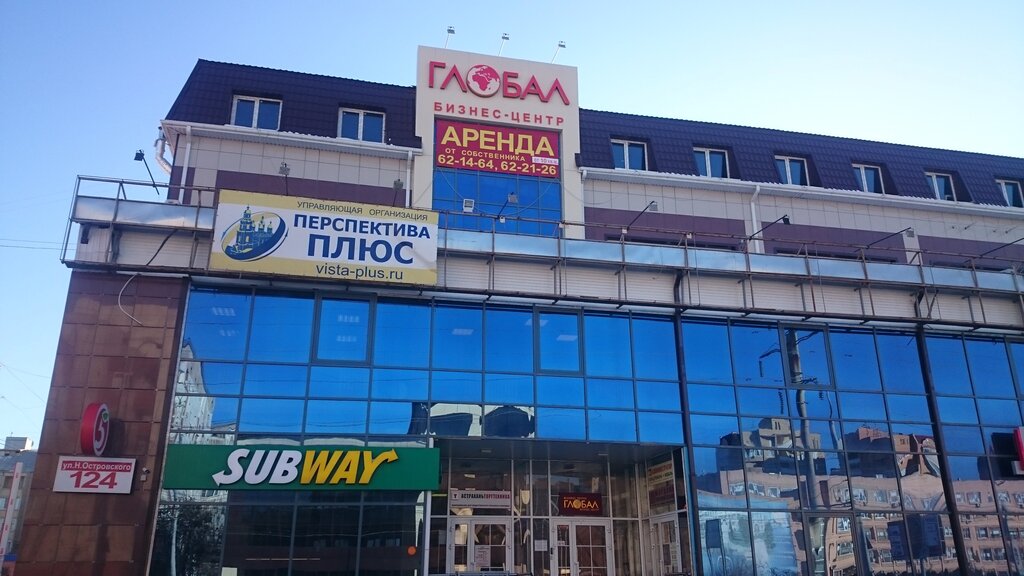 ГЛОБАЛ
БИЗНЕС-ЦЕНТР
АРЕНДА
ОТ СОБСТВЕННИКА
62-14-64, 62-21-26
УПРАВЛЯЮЩАЯ ОРГАНИЗАЦИЯ
ПЕРСПЕКТИВА
ПЛЮС
vista-plus.ru
ул.Н.Островского
124
SUBWAY
АСТРАХАНЬГОРТЕХНИКА
ГЛОБАЛ